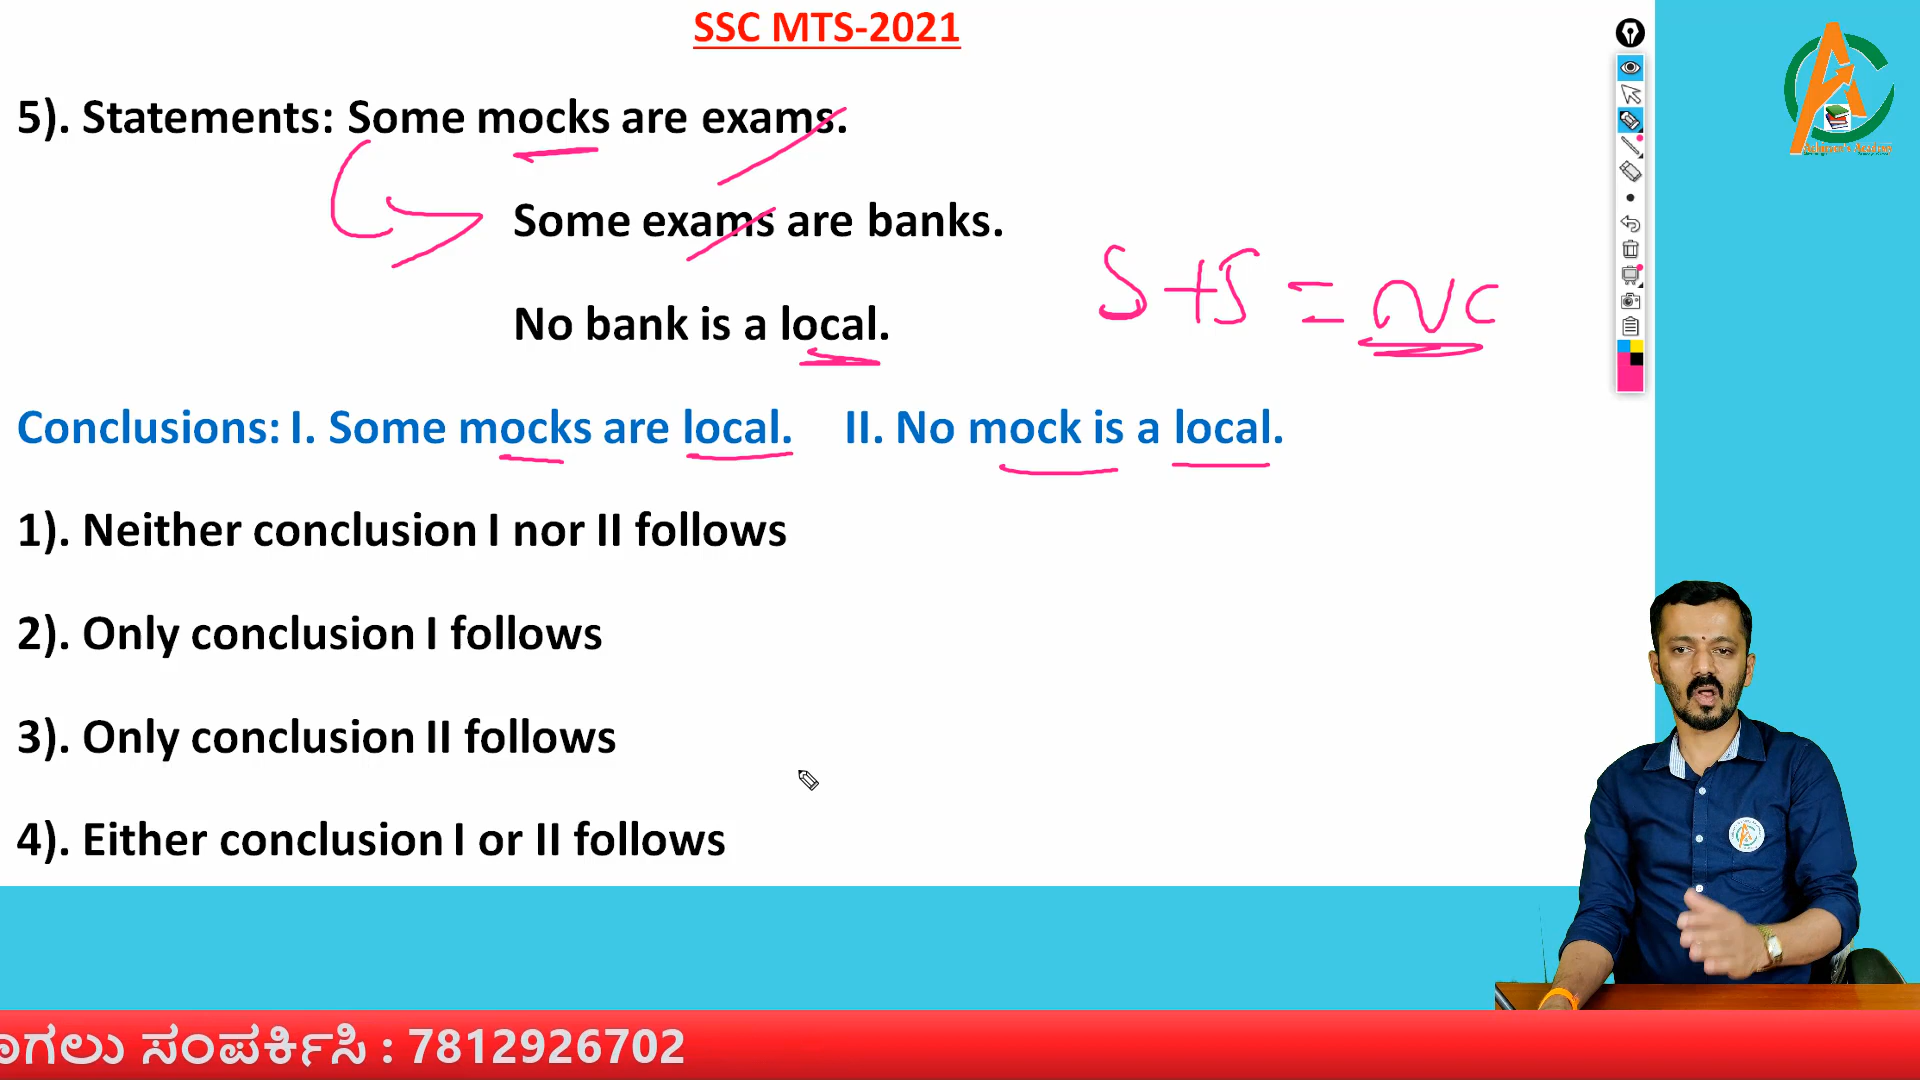 SSC MTS-2021
5). Statements: Some mocks are exams.
Some exams are banks.
No bank is a local.
S+S = NC
Conclusions: I. Some mocks are local. II. No mock is a local.
1). Neither conclusion I nor II follows
2). Only conclusion I follows
3). Only conclusion II follows
4). Either conclusion I or II follows
ಸಂಪರ್ಕಿಸಿ : 7812926702